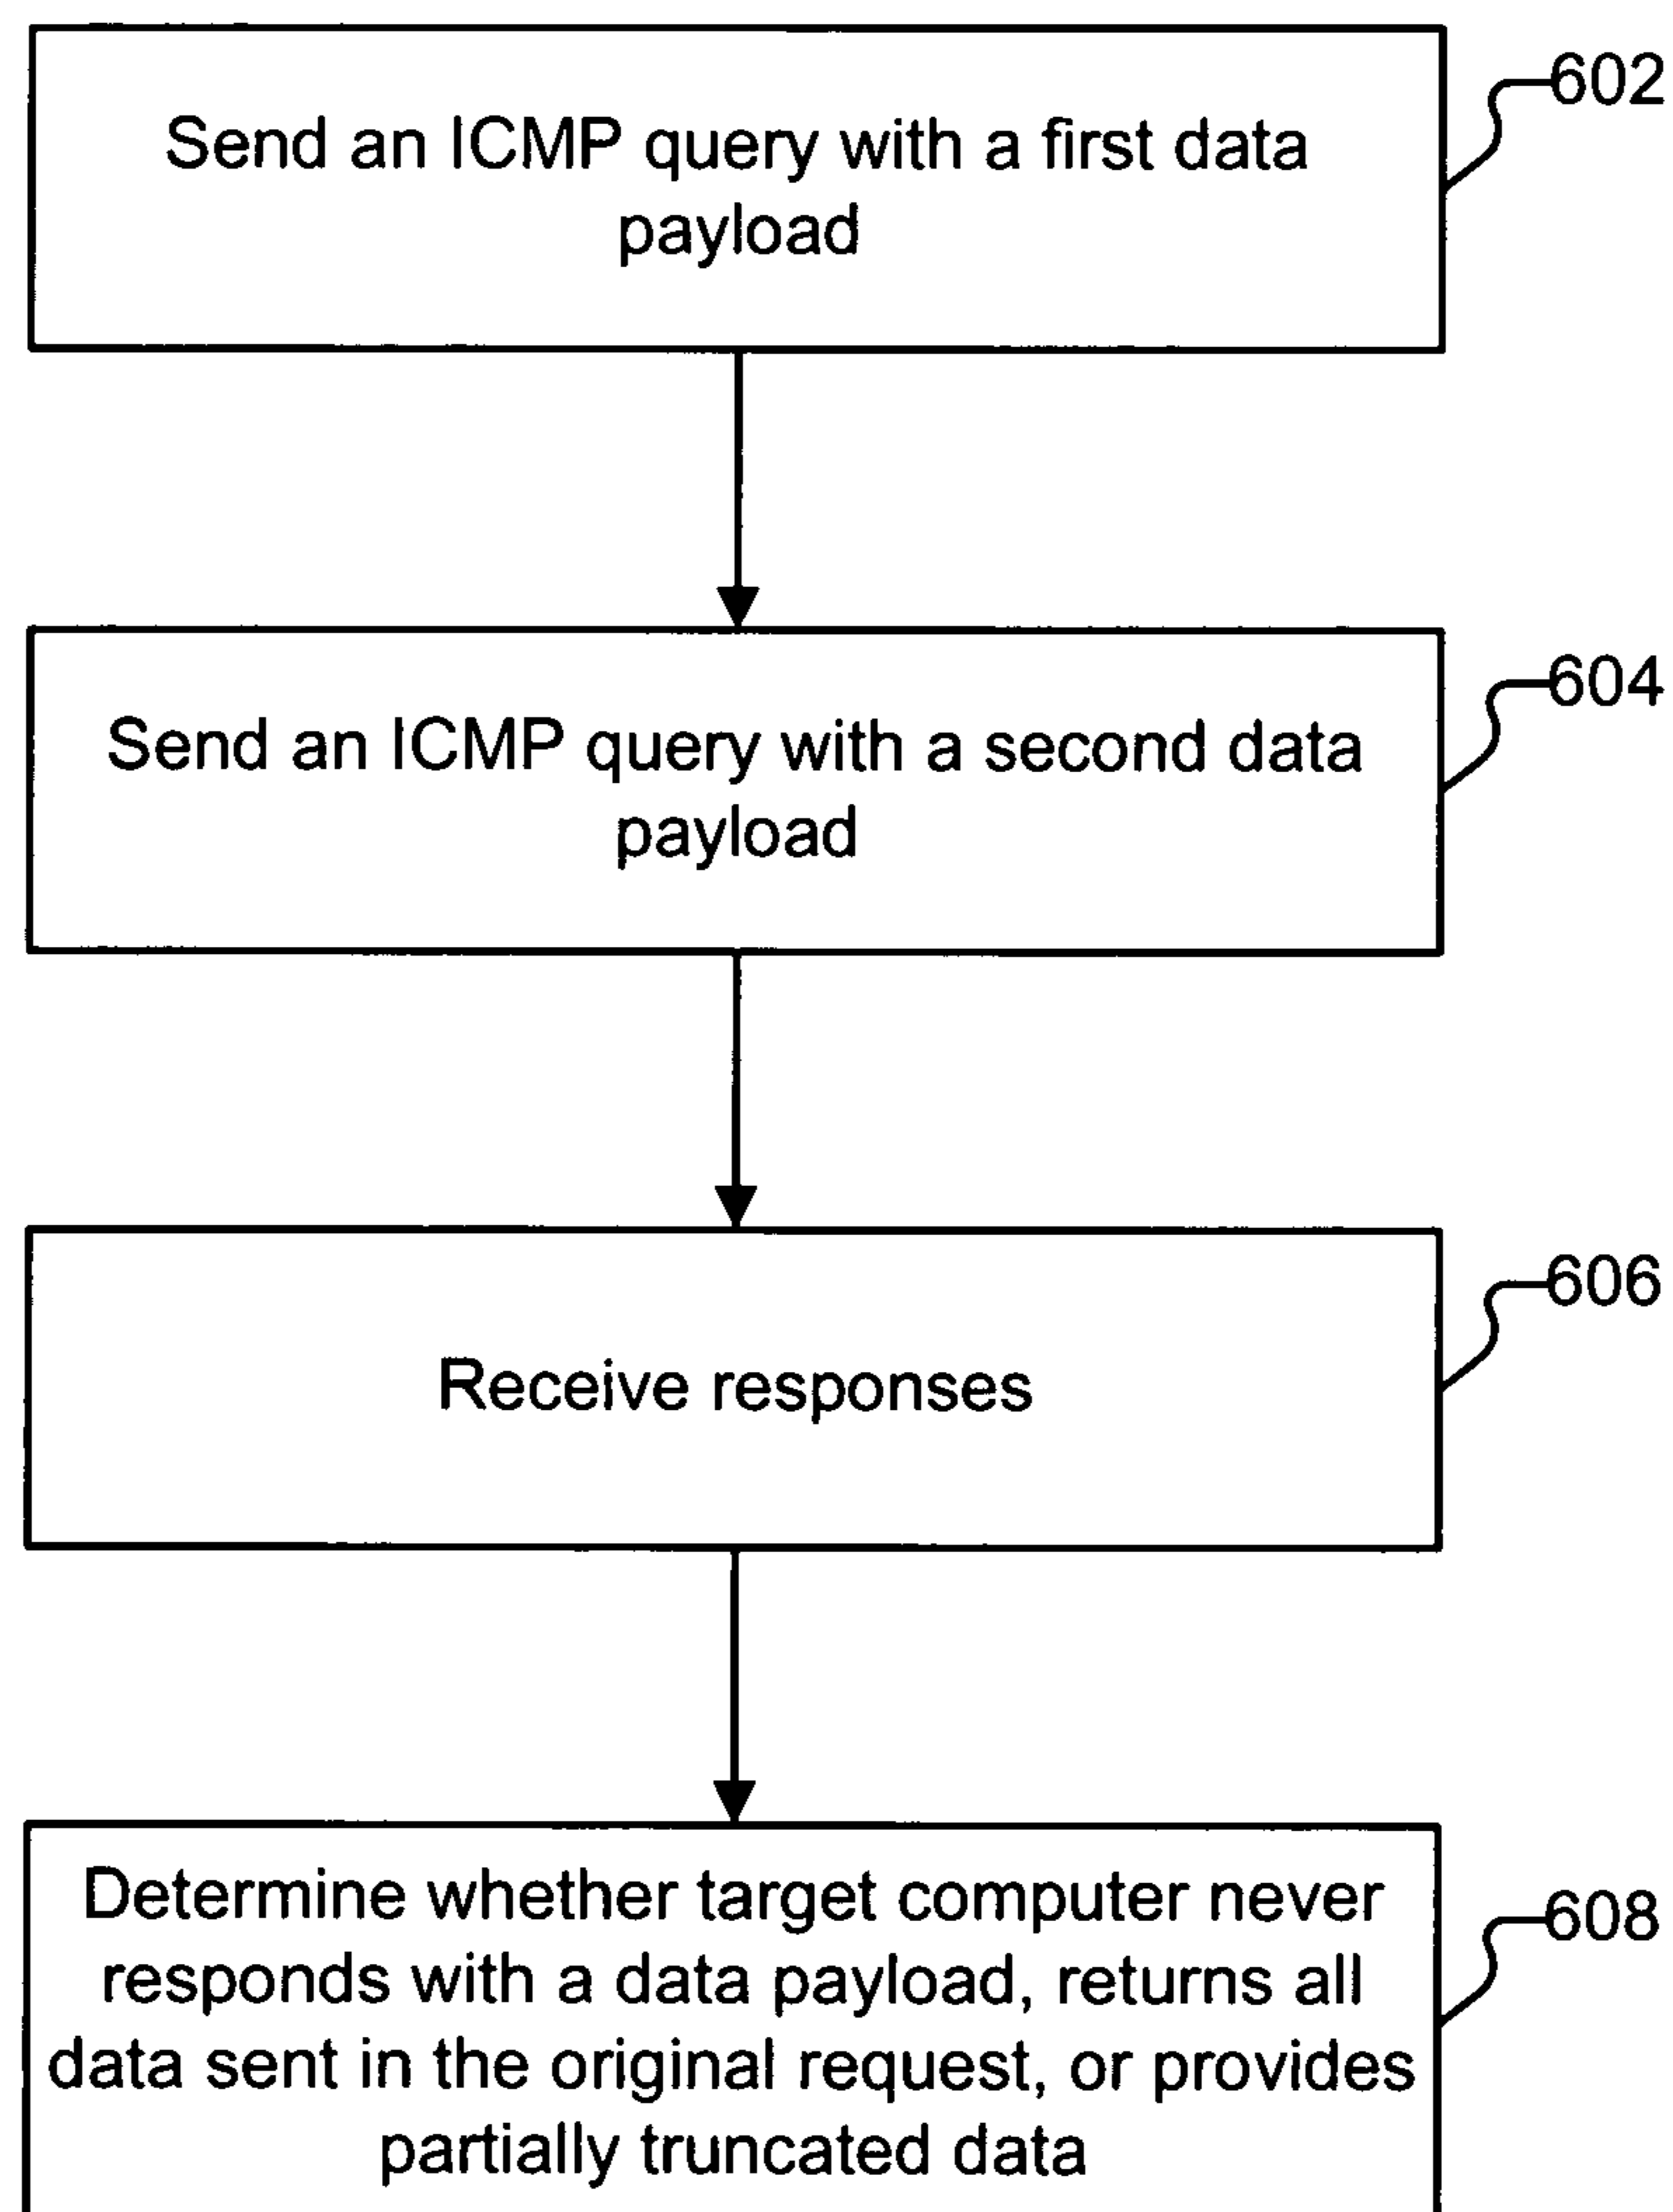 602
Send an ICMP query with a first data
payload
604
Send an ICMP query with a second data
payload
606
Receive responses
608
Determine whether target computer never
responds with a data payload, returns all
data sent in the original request, or provides
partially truncated data